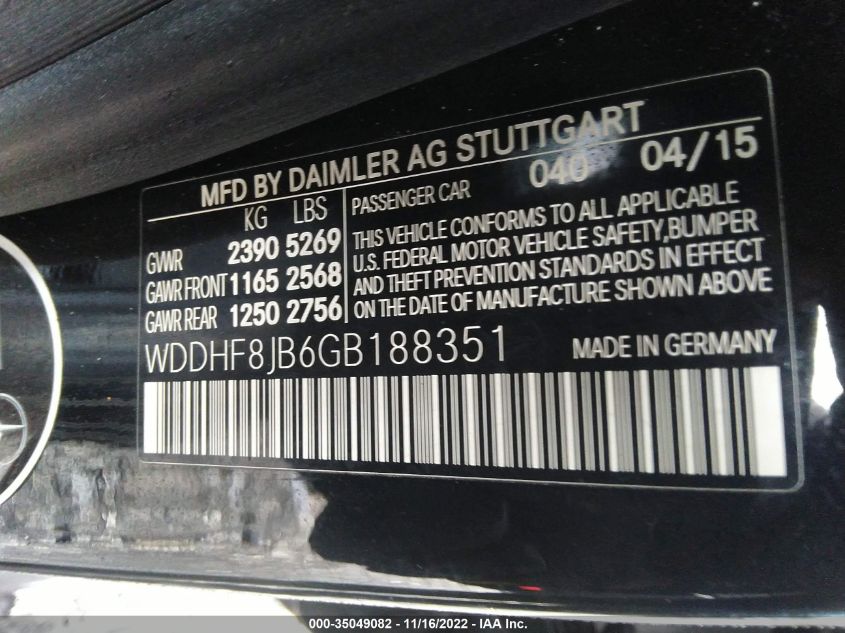 MFD BY DAIMLER AG STUTTGART
KG LBS
GVWR 2390 5269
GAWR FRONT 1165 2568
GAWR REAR 1250 2756
PASSENGER CAR 040 04/15
THIS VEHICLE CONFORMS TO ALL APPLICABLE
U.S. FEDERAL MOTOR VEHICLE SAFETY,BUMPER
AND THEFT PREVENTION STANDARDS IN EFFECT
ON THE DATE OF MANUFACTURE SHOWN ABOVE
WDDHF8JB6GB188351 MADE IN GERMANY
000-35049082 - 11/16/2022 - IAA Inc.